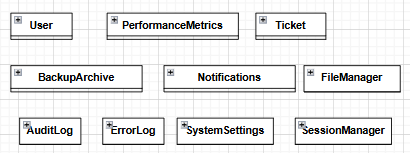 User PerformanceMetrics Ticket
BackupArchive Notifications FileManager
AuditLog ErrorLog SystemSettings SessionManager